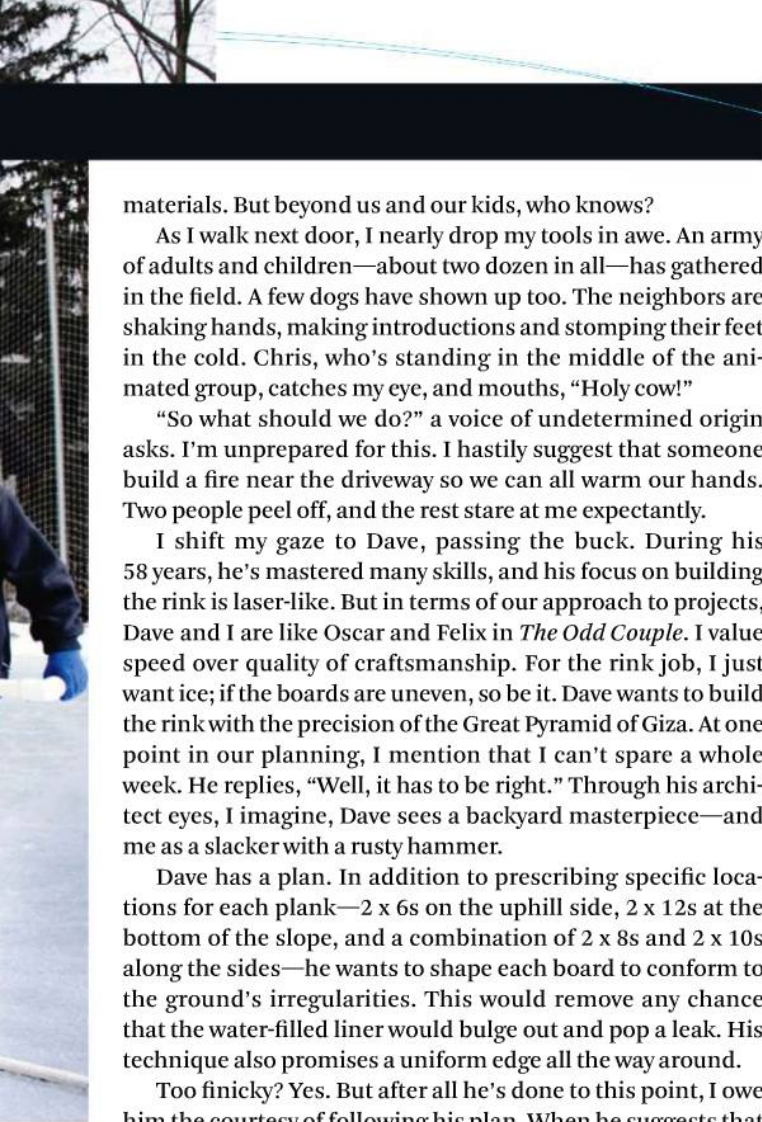 materials. But beyond us and our kids, who knows?
As I walk next door, I nearly drop my tools in awe. An army
of adults and children—about two dozen in all—has gathered
in the field. A few dogs have shown up too. The neighbors are
shaking hands, making introductions and stomping their feet
in the cold. Chris, who's standing in the middle of the ani-
mated group, catches my eye, and mouths, “Holy cow!”
“So what should we do?” a voice of undetermined origin
asks. I'm unprepared for this. I hastily suggest that someone
build a fire near the driveway so we can all warm our hands.
Two people peel off, and the rest stare at me expectantly.
I shift my gaze to Dave, passing the buck. During his
58 years, he's mastered many skills, and his focus on building
the rink is laser-like. But in terms of our approach to projects,
Dave and I are like Oscar and Felix in The Odd Couple. I value
speed over quality of craftsmanship. For the rink job, I just
want ice; if the boards are uneven, so be it. Dave wants to build
the rink with the precision of the Great Pyramid of Giza. At one
point in our planning, I mention that I can't spare a whole
week. He replies, “Well, it has to be right.” Through his archi-
tect eyes, I imagine, Dave sees a backyard masterpiece—and
me as a slacker with a rusty hammer.
Dave has a plan. In addition to prescribing specific loca-
tions for each plank—2 x 6s on the uphill side, 2 x 12s at the
bottom of the slope, and a combination of 2 x 8s and 2 x 10s
along the sides—he wants to shape each board to conform to
the ground's irregularities. This would remove any chance
that the water-filled liner would bulge out and pop a leak. His
technique also promises a uniform edge all the way around.
Too finicky? Yes. But after all he's done to this point, I owe
him the courtesy of following his plan. When he suggests that